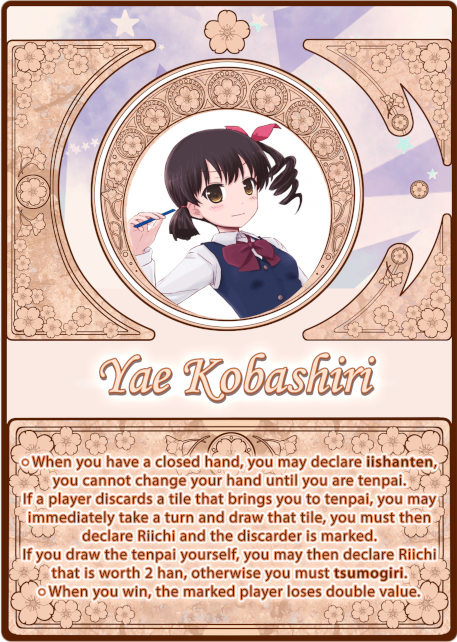 Yae Kobashiri
○When you have a closed hand, you may declare iishanten,
you cannot change your hand until you are tenpai.
If a player discards a tile that brings you to tenpai, you may
immediately take a turn and draw that tile, you must then
declare Riichi and the discarder is marked.
If you draw the tenpai yourself, you may then declare Riichi
that is worth 2 han, otherwise you must tsumogiri.
○When you win, the marked player loses double value.